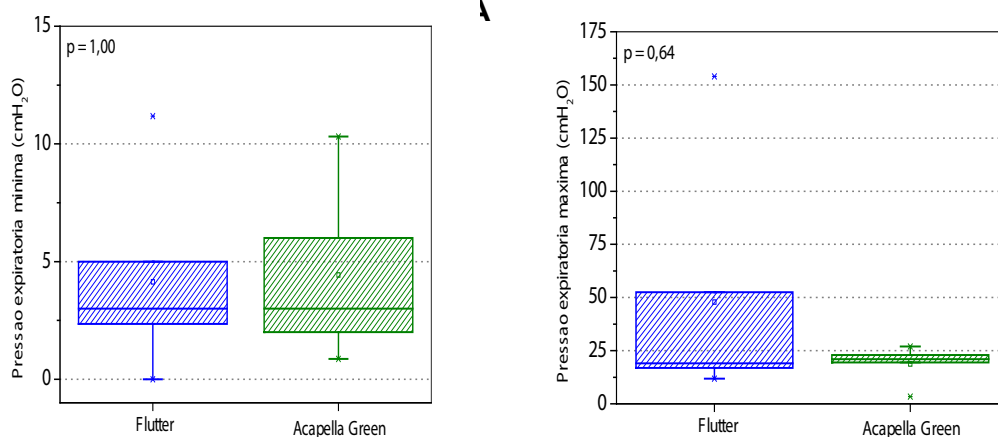 A
p = 1,00
Pressao expiratoria minima (cmH₂O)
15
10
5
0
Flutter
Acapella Green
p = 0,64
Pressao expiratoria maxima (cmH₂O)
175
150
125
100
75
50
25
0
Flutter
Acapella Green